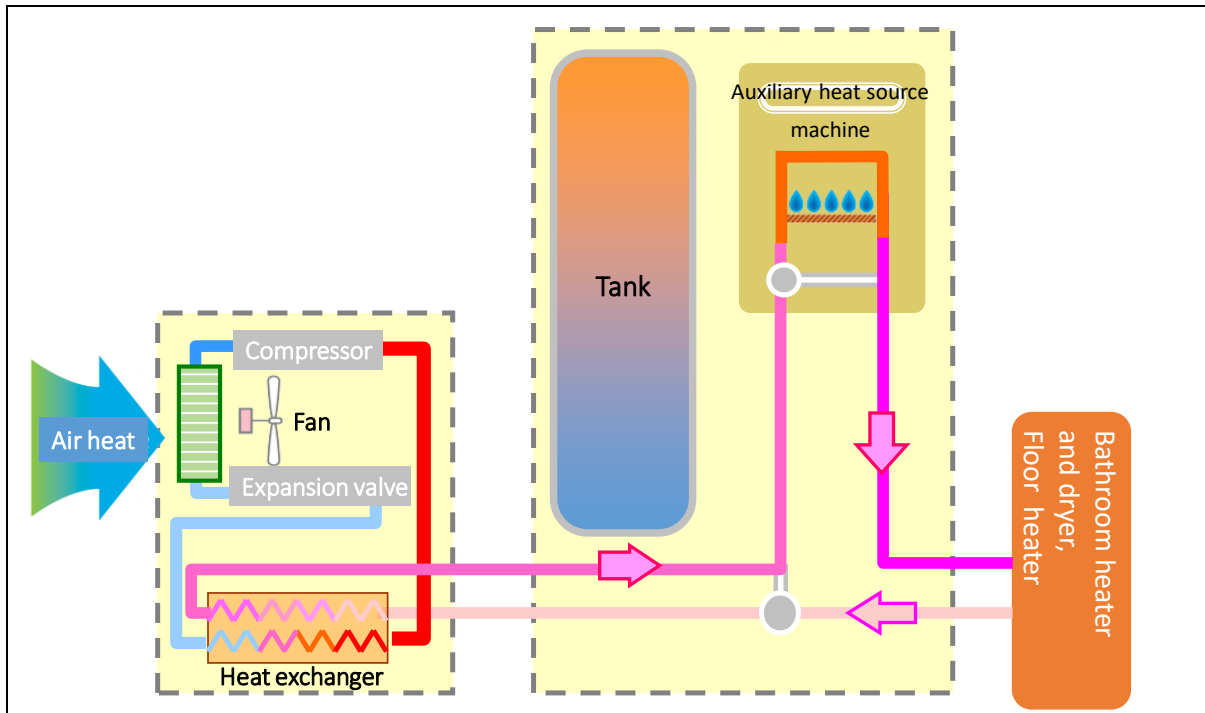 Auxiliary heat source
machine
Tank
Compressor
Fan
Air heat
Expansion valve
Heat exchanger
Bathroom heater
and dryer,
Floor heater